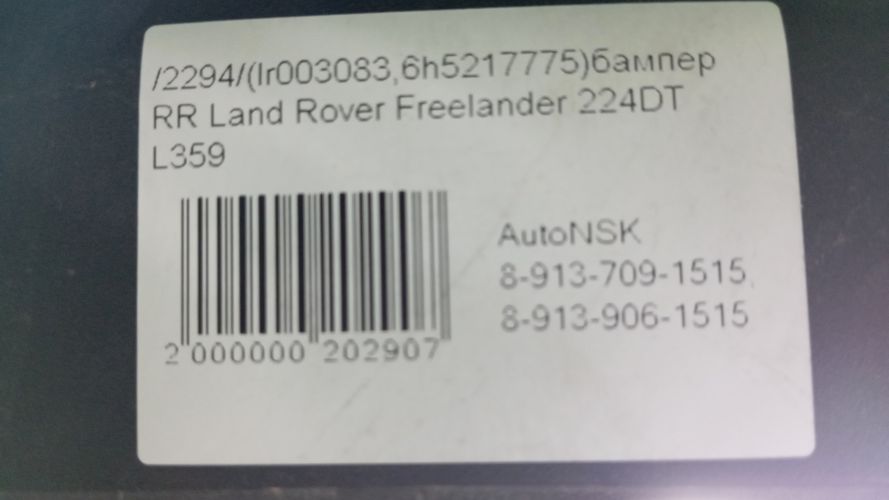 /2294/(lr003083,6h5217775)бампер
RR Land Rover Freelander 224DT
L359
AutoNSK
8-913-709-1515,
8-913-906-1515
2 000000 202907